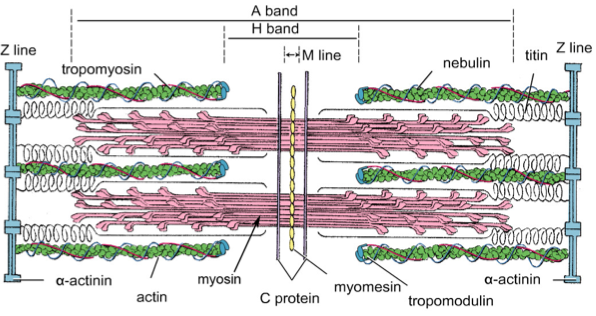 A band
H band
M line
Z line
Z line
tropomyosin
nebulin
titin
α-actinin
actin
myosin
C protein
myomesin
tropomodulin
α-actinin